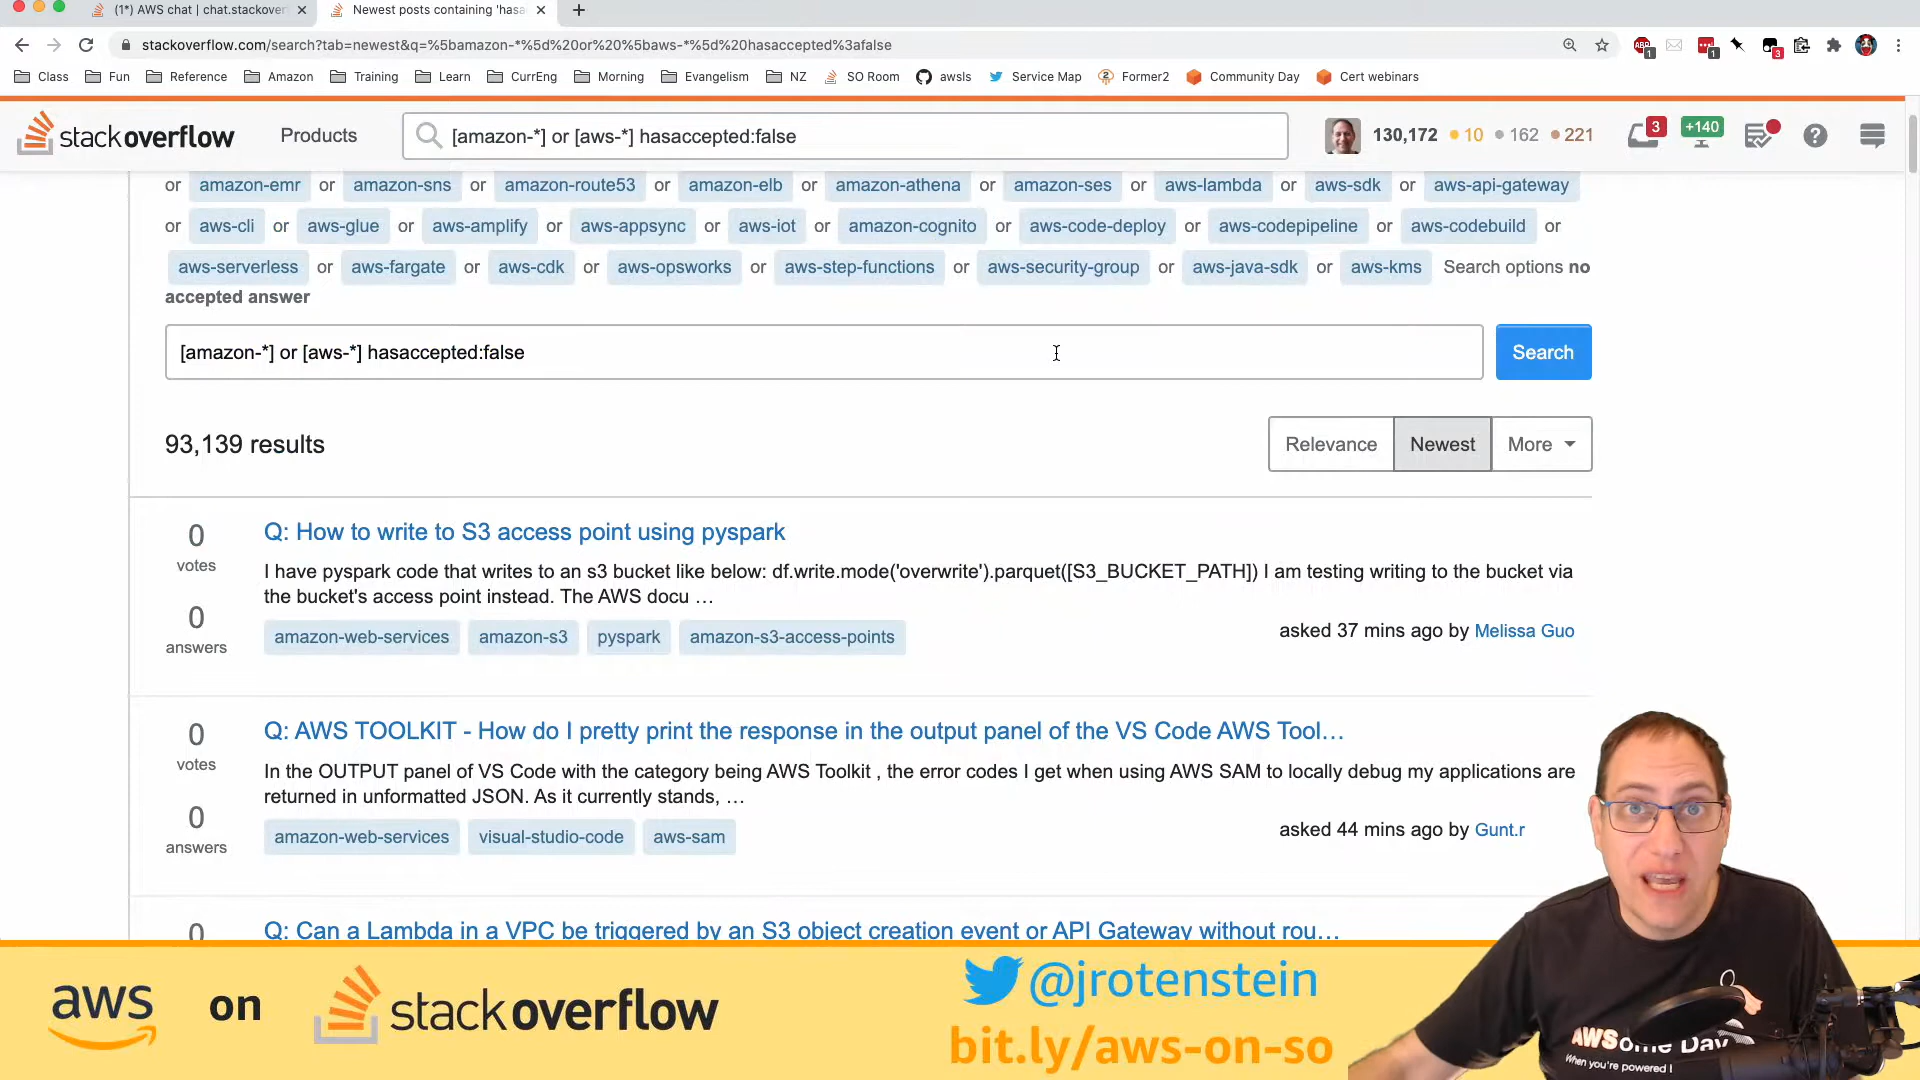 (1*) AWS chat | chat.stackover
Newest posts containing 'hasa
stackoverflow.com/search?tab=newest&q=%5bamazon-*%5d%20or%20%5baws-*%5d%20hasaccepted%3afalse
1 1 3
Class Fun Reference Amazon Training Learn CurrEng Morning Evangelism NZ SO Room awsls Service Map Former2 Community Day Cert webinars
stackoverflow Products [amazon-*] or [aws-*] hasaccepted:false 130,172 10 162 221 3 +140
or amazon-emr or amazon-sns or amazon-route53 or amazon-elb or amazon-athena or amazon-ses or aws-lambda or aws-sdk or aws-api-gateway
or aws-cli or aws-glue or aws-amplify or aws-appsync or aws-iot or amazon-cognito or aws-code-deploy or aws-codepipeline or aws-codebuild or
aws-serverless or aws-fargate or aws-cdk or aws-opsworks or aws-step-functions or aws-security-group or aws-java-sdk or aws-kms Search options no
accepted answer
[amazon-*] or [aws-*] hasaccepted:false
Search
93,139 results
Relevance Newest More
0
votes
0
answers
Q: How to write to S3 access point using pyspark
I have pyspark code that writes to an s3 bucket like below: df.write.mode('overwrite').parquet([S3_BUCKET_PATH]) I am testing writing to the bucket via
the bucket's access point instead. The AWS docu …
amazon-web-services amazon-s3 pyspark amazon-s3-access-points
asked 37 mins ago by Melissa Guo
0
votes
0
answers
Q: AWS TOOLKIT - How do I pretty print the response in the output panel of the VS Code AWS Tool…
In the OUTPUT panel of VS Code with the category being AWS Toolkit , the error codes I get when using AWS SAM to locally debug my applications are
returned in unformatted JSON. As it currently stands, …
amazon-web-services visual-studio-code aws-sam
asked 44 mins ago by Gunt.r
0
Q: Can a Lambda in a VPC be triggered by an S3 object creation event or API Gateway without rou…
aws on stackoverflow
@jrotenstein
bit.ly/aws-on-so
AWSome Day
When you're powered